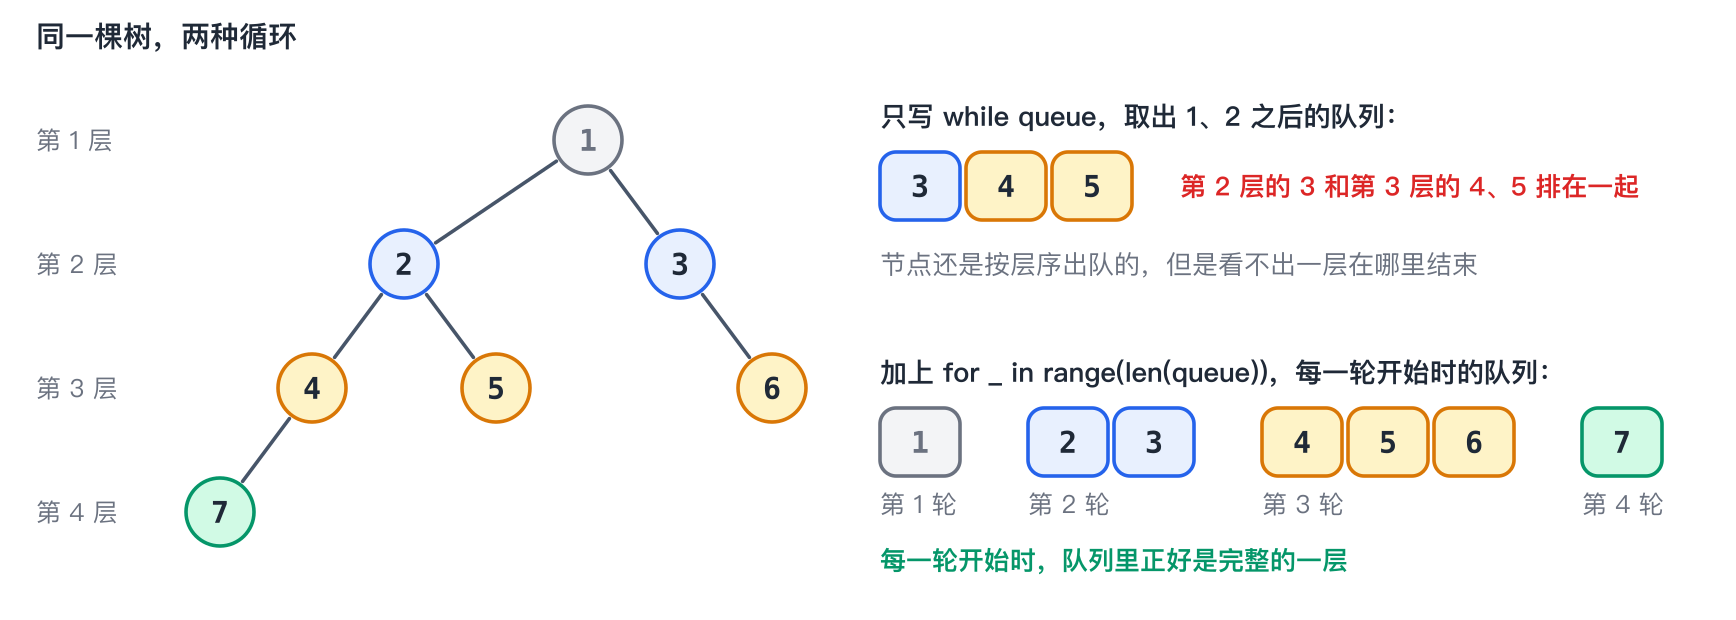 同一棵树，两种循环
第 1 层
第 2 层
第 3 层
第 4 层
1
2
3
4
5
6
7
只写 while queue，取出 1、2 之后的队列：
3 4 5
第 2 层的 3 和第 3 层的 4、5 排在一起
节点还是按层序出队的，但是看不出一层在哪里结束
加上 for _ in range(len(queue))，每一轮开始时的队列：
1 2 3 4 5 6 7
第 1 轮 第 2 轮 第 3 轮 第 4 轮
每一轮开始时，队列里正好是完整的一层